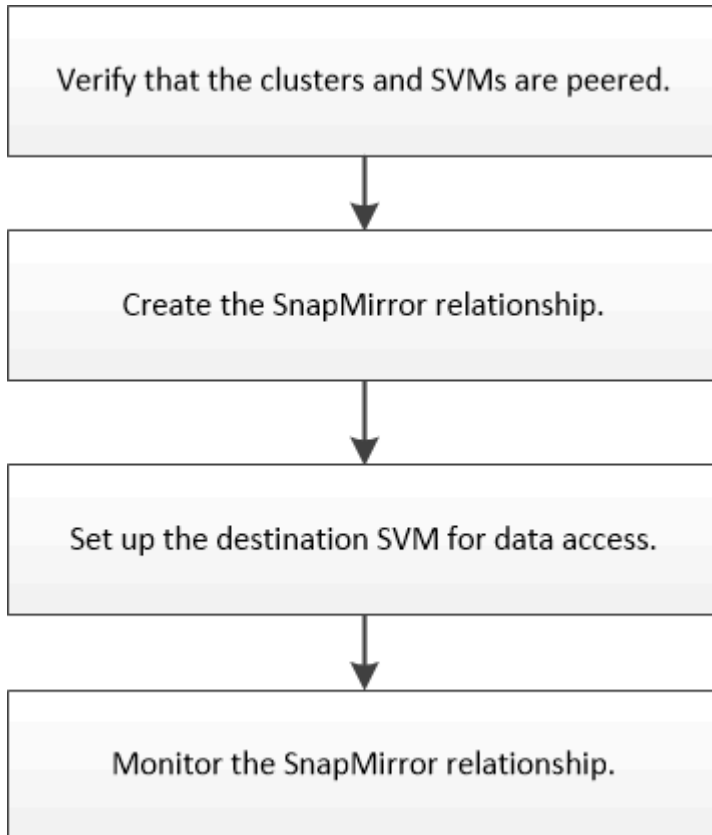 Verify that the clusters and SVMs are peered.
Create the SnapMirror relationship.
Set up the destination SVM for data access.
Monitor the SnapMirror relationship.